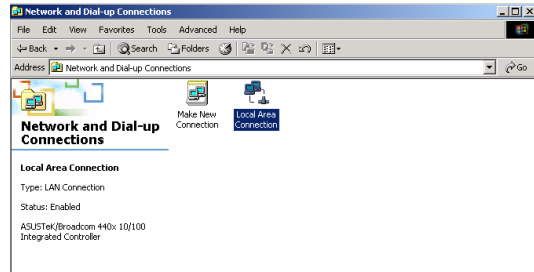 Network and Dial-up Connections
File Edit View Favorites Tools Advanced Help
Back Search Folders
Address Network and Dial-up Connections Go
Network and Dial-up
Connections
Make New
Connection
Local Area
Connection
Local Area Connection
Type: LAN Connection
Status: Enabled
ASUSTeK/Broadcom 440x 10/100
Integrated Controller